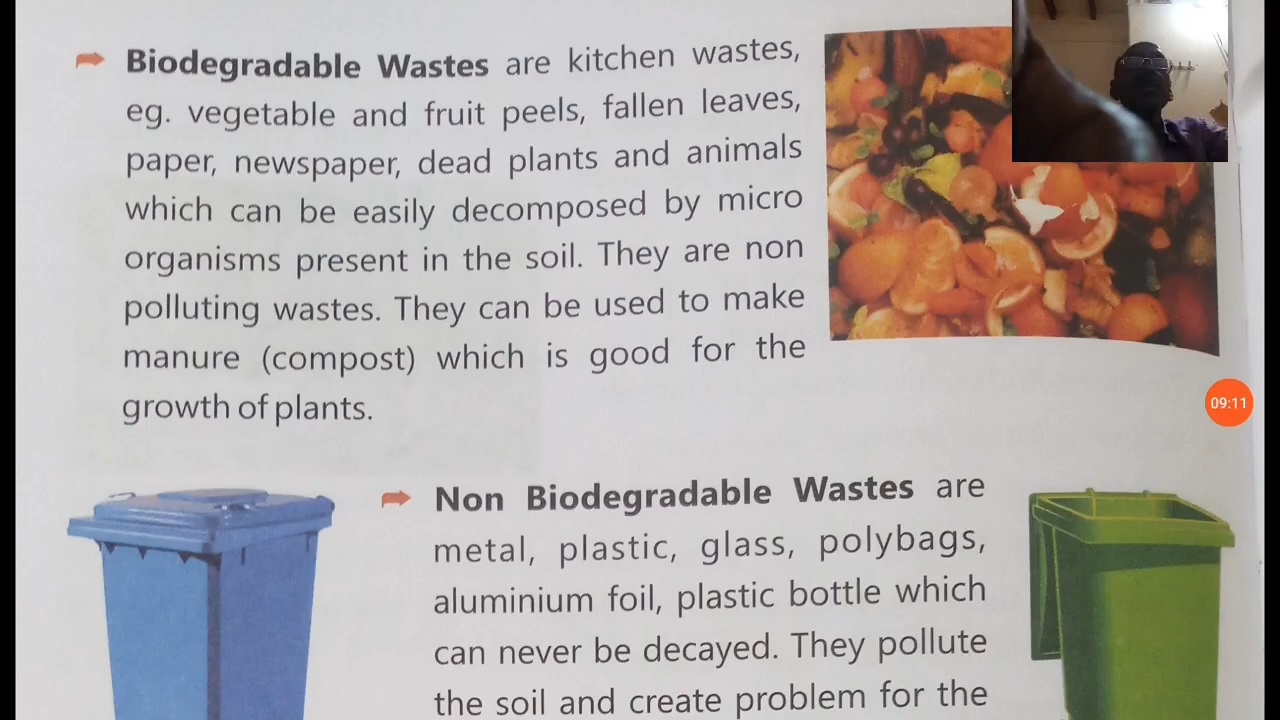 Biodegradable Wastes are kitchen wastes,
eg. vegetable and fruit peels, fallen leaves,
paper, newspaper, dead plants and animals
which can be easily decomposed by micro
organisms present in the soil. They are non
polluting wastes. They can be used to make
manure (compost) which is good for the
growth of plants.
09:11
Non Biodegradable Wastes are
metal, plastic, glass, polybags,
aluminium foil, plastic bottle which
can never be decayed. They pollute
the soil and create problem for the